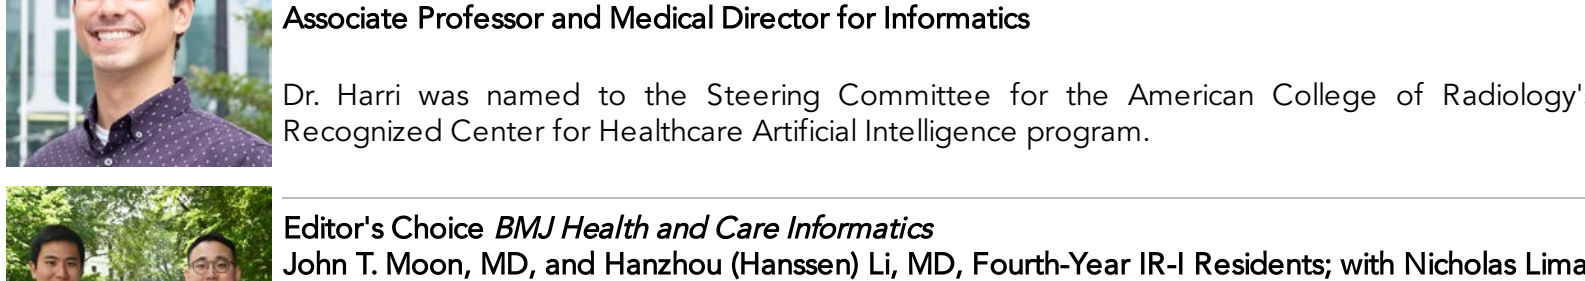 Associate Professor and Medical Director for Informatics
Dr. Harri was named to the Steering Committee for the American College of Radiology's
Recognized Center for Healthcare Artificial Intelligence program.
Editor's Choice BMJ Health and Care Informatics
John T. Moon, MD, and Hanzhou (Hanssen) Li, MD, Fourth-Year IR-I Residents; with Nicholas Lima